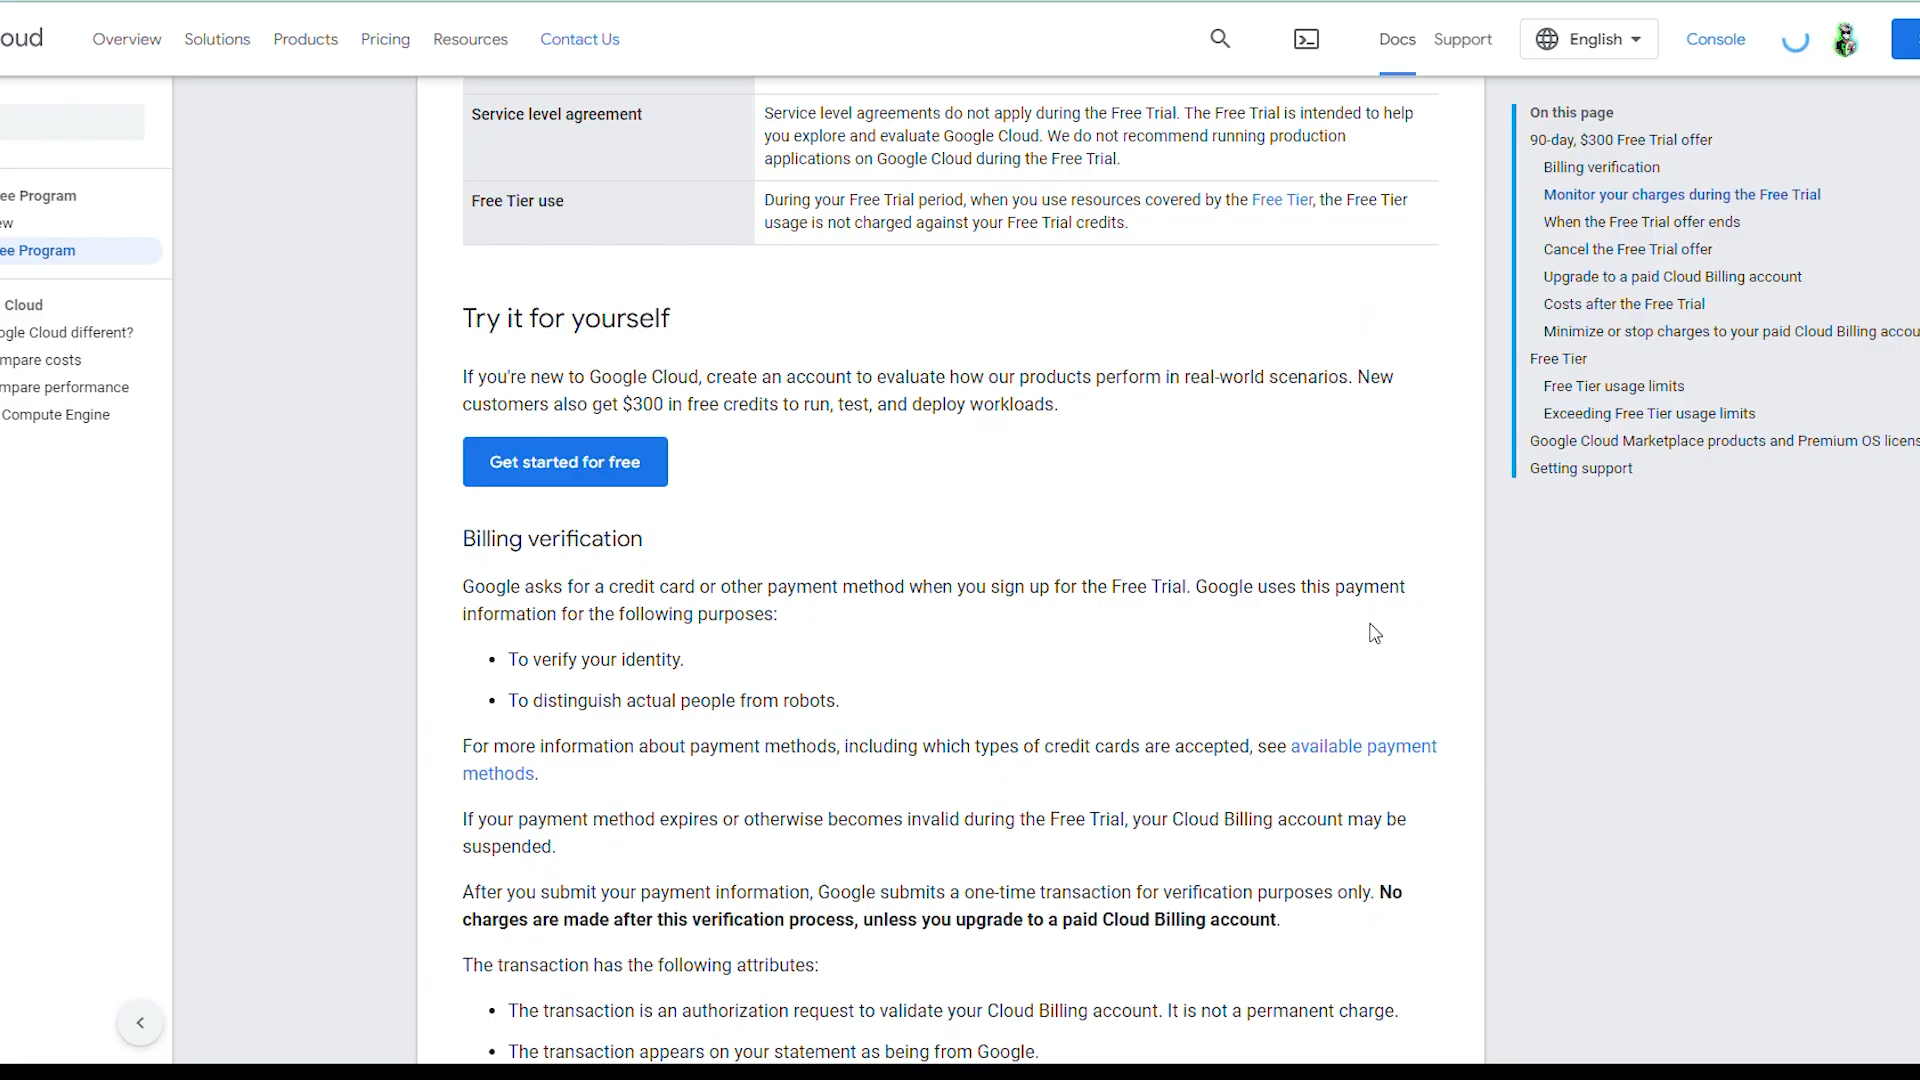 oud
Overview Solutions Products Pricing Resources Contact Us Docs Support English Console
ee Program
ew
ee Program
Cloud
ogle Cloud different?
mpare costs
mpare performance
Compute Engine
Service level agreement
Service level agreements do not apply during the Free Trial. The Free Trial is intended to help
you explore and evaluate Google Cloud. We do not recommend running production
applications on Google Cloud during the Free Trial.
Free Tier use
During your Free Trial period, when you use resources covered by the Free Tier, the Free Tier
usage is not charged against your Free Trial credits.
Try it for yourself
If you're new to Google Cloud, create an account to evaluate how our products perform in real-world scenarios. New
customers also get $300 in free credits to run, test, and deploy workloads.
Get started for free
Billing verification
Google asks for a credit card or other payment method when you sign up for the Free Trial. Google uses this payment
information for the following purposes:
• To verify your identity.
• To distinguish actual people from robots.
For more information about payment methods, including which types of credit cards are accepted, see available payment
methods.
If your payment method expires or otherwise becomes invalid during the Free Trial, your Cloud Billing account may be
suspended.
After you submit your payment information, Google submits a one-time transaction for verification purposes only. No
charges are made after this verification process, unless you upgrade to a paid Cloud Billing account.
The transaction has the following attributes:
• The transaction is an authorization request to validate your Cloud Billing account. It is not a permanent charge.
• The transaction appears on your statement as being from Google.
On this page
90-day, $300 Free Trial offer
Billing verification
Monitor your charges during the Free Trial
When the Free Trial offer ends
Cancel the Free Trial offer
Upgrade to a paid Cloud Billing account
Costs after the Free Trial
Minimize or stop charges to your paid Cloud Billing accou
Free Tier
Free Tier usage limits
Exceeding Free Tier usage limits
Google Cloud Marketplace products and Premium OS licens
Getting support